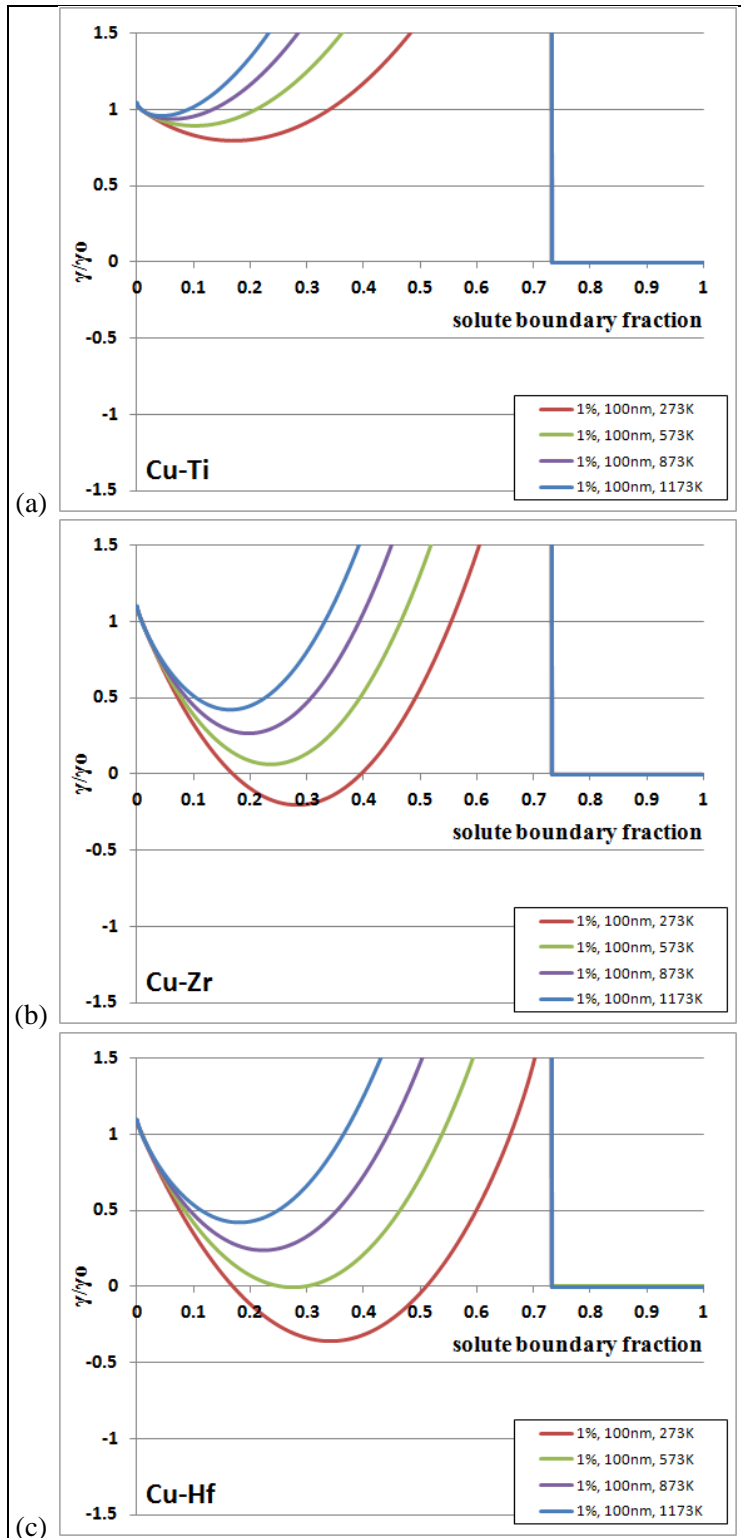 1.5
1
0.5
0
-0.5
-1
-1.5
γ/γo
0 0.1 0.2 0.3 0.4 0.5 0.6 0.7 0.8 0.9 1
solute boundary fraction
1%, 100nm, 273K
1%, 100nm, 573K
1%, 100nm, 873K
1%, 100nm, 1173K
Cu-Ti
(a)
1.5
1
0.5
0
-0.5
-1
-1.5
γ/γo
0 0.1 0.2 0.3 0.4 0.5 0.6 0.7 0.8 0.9 1
solute boundary fraction
1%, 100nm, 273K
1%, 100nm, 573K
1%, 100nm, 873K
1%, 100nm, 1173K
Cu-Zr
(b)
1.5
1
0.5
0
-0.5
-1
-1.5
γ/γo
0 0.1 0.2 0.3 0.4 0.5 0.6 0.7 0.8 0.9 1
solute boundary fraction
1%, 100nm, 273K
1%, 100nm, 573K
1%, 100nm, 873K
1%, 100nm, 1173K
Cu-Hf
(c)